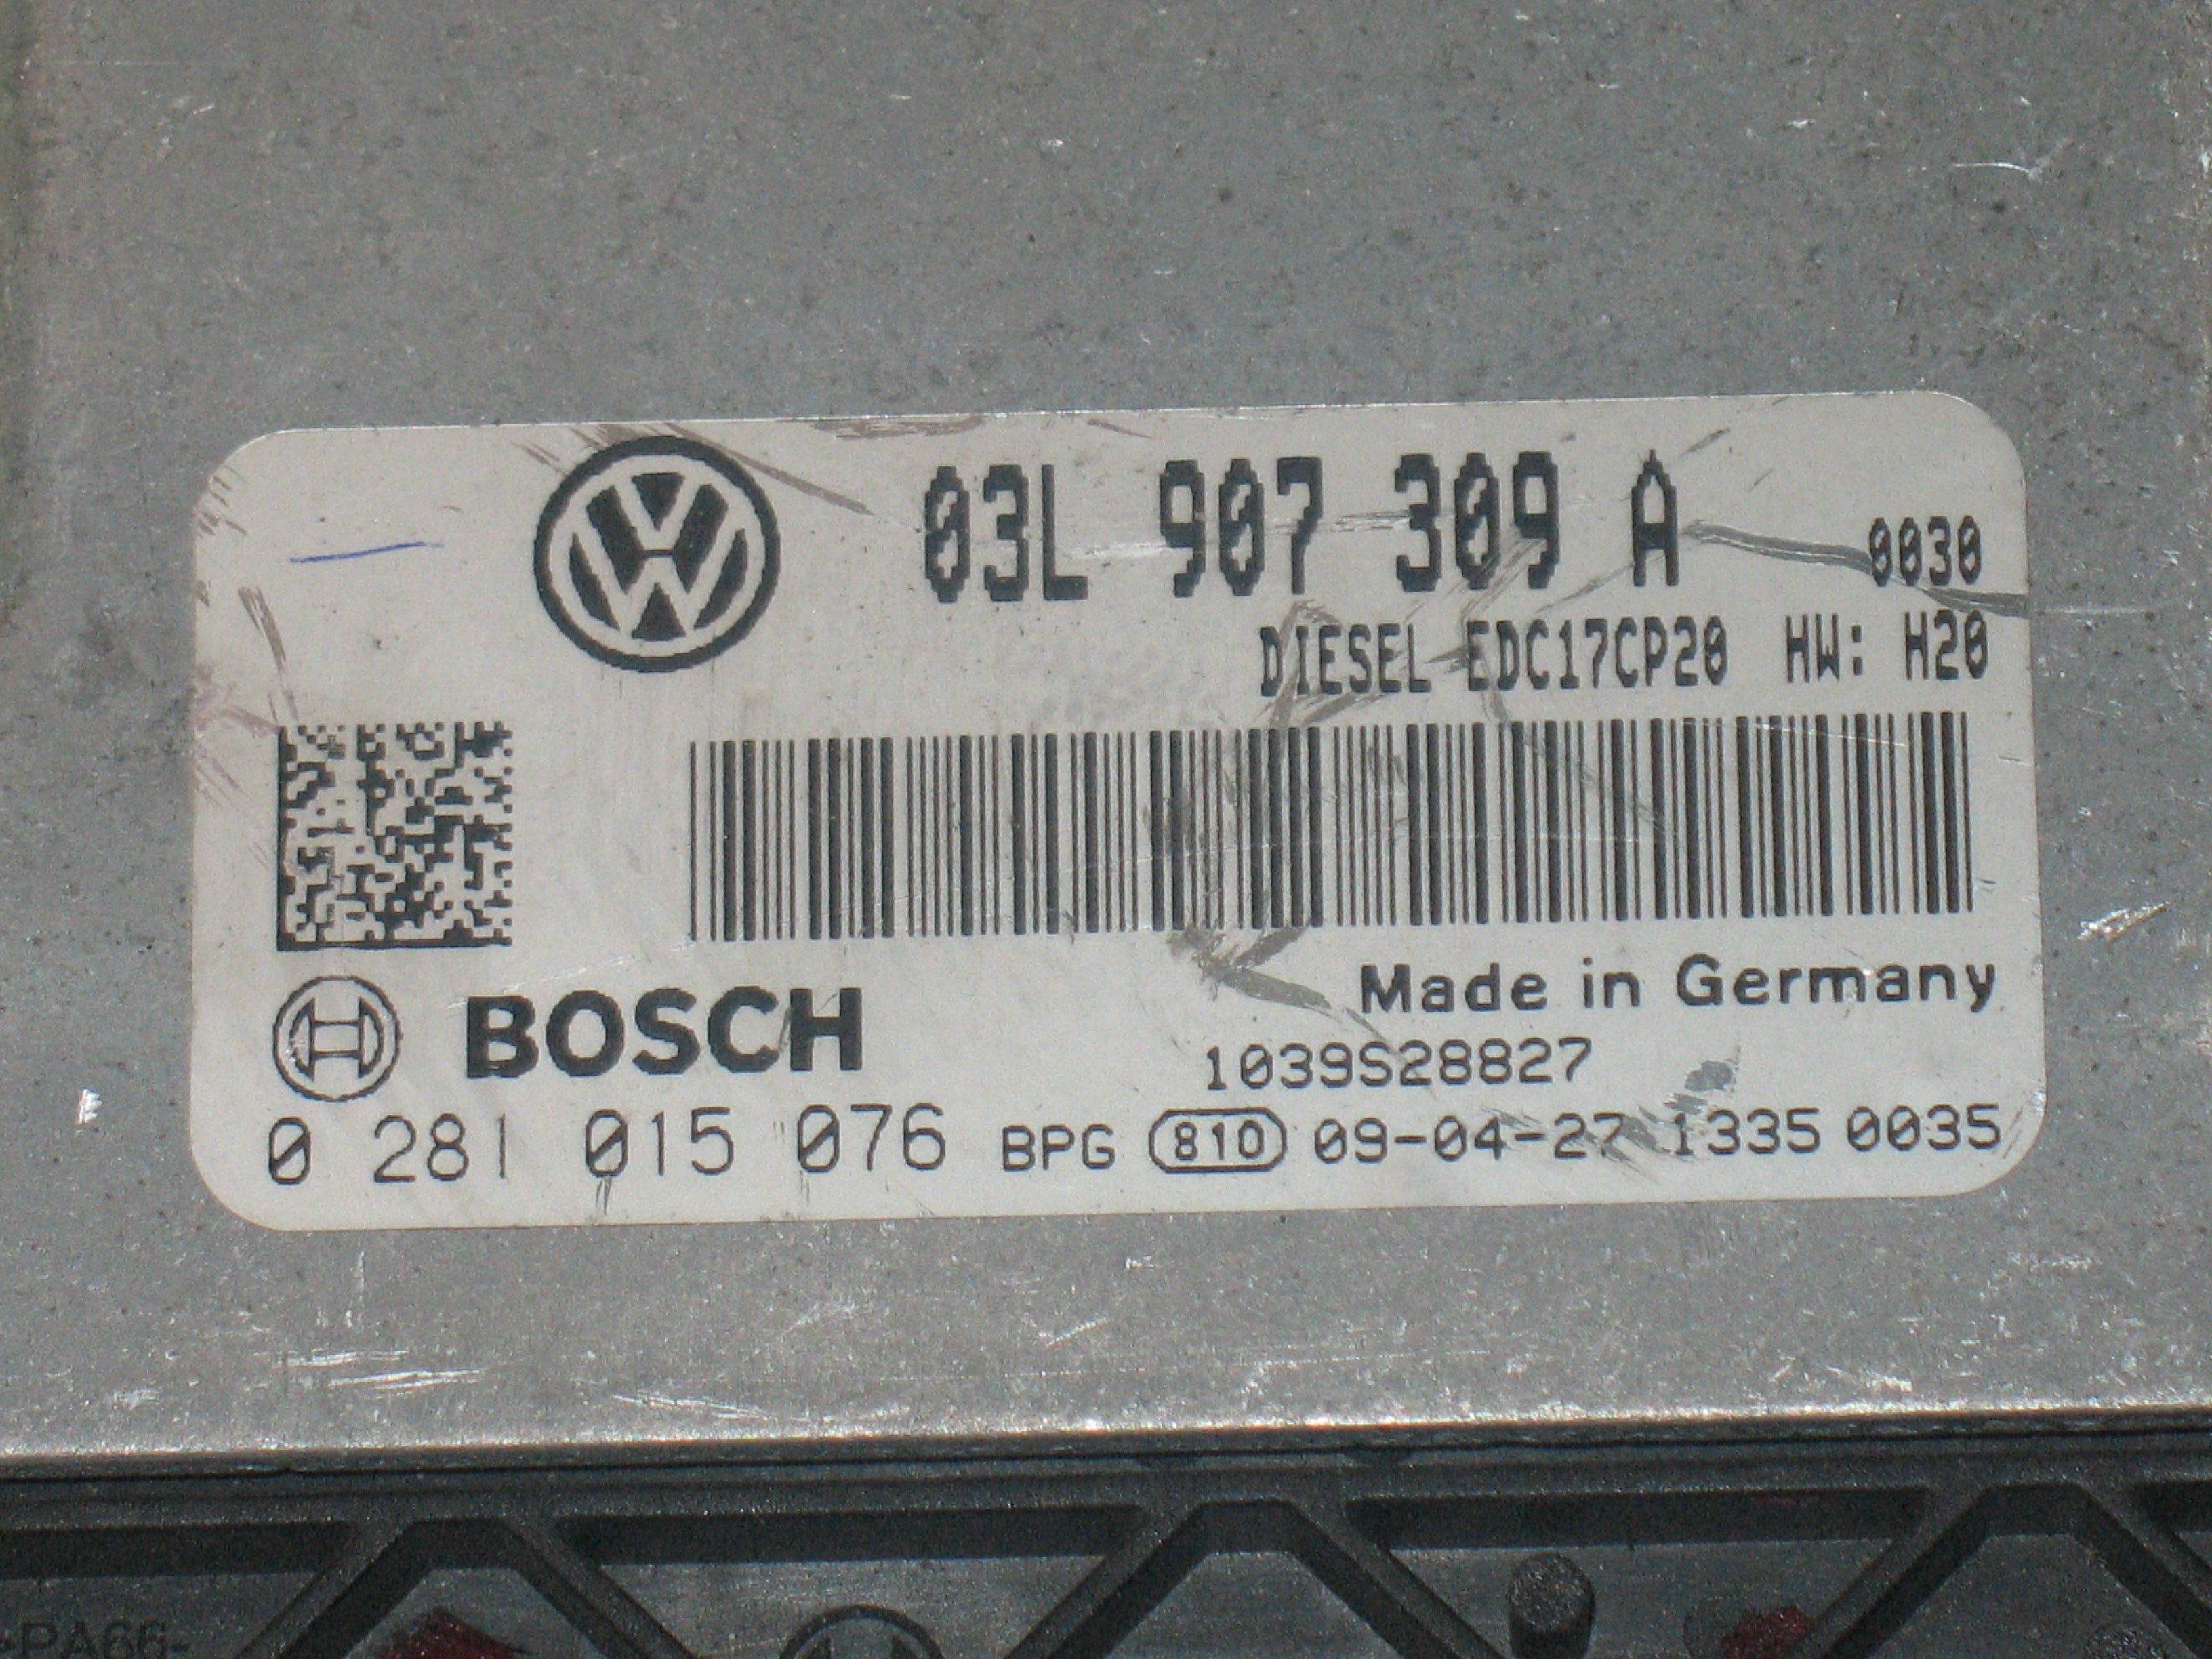 03L 907 309 A 0030
DIESEL EDC17CP20 HW: H20
Made in Germany
BOSCH
1039S28827
0 281 015 076 BPG 810 09-04-27 1335 0035
>PA66-